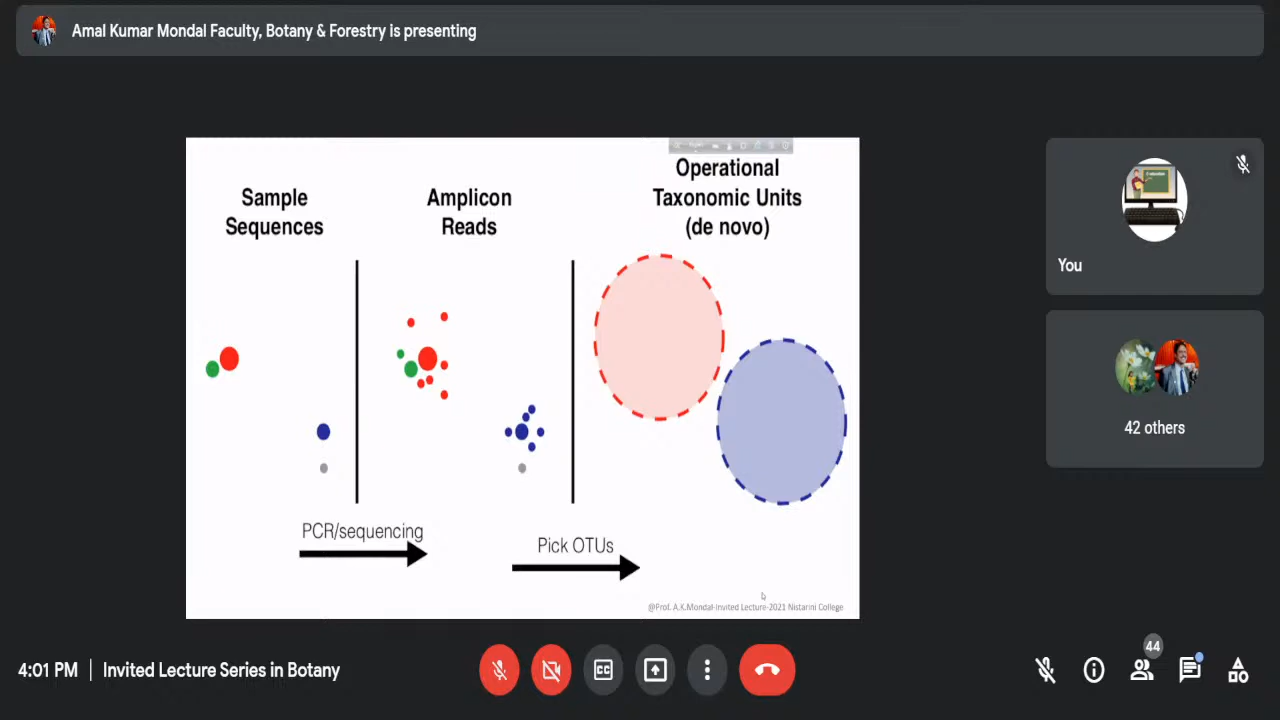 Amal Kumar Mondal Faculty, Botany & Forestry is presenting
Sample
Sequences
Amplicon
Reads
Operational
Taxonomic Units
(de novo)
PCR/sequencing
Pick OTUs
@Prof. A.K.Mondal-Invited Lecture-2021 Nistarini College
You
42 others
4:01 PM
Invited Lecture Series in Botany
CC
44